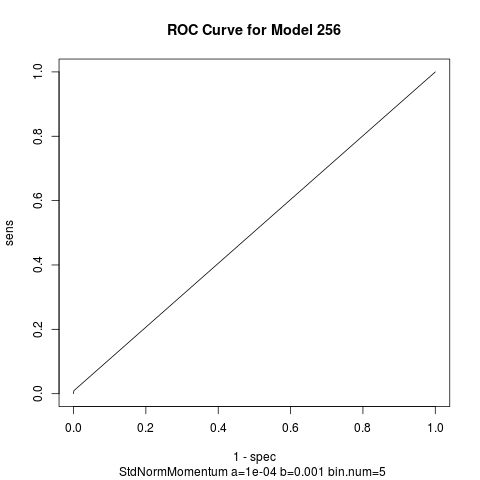 ROC Curve for Model 256
1.0
0.8
0.6
0.4
0.2
0.0
sens
0.0 0.2 0.4 0.6 0.8 1.0
1 - spec
StdNormMomentum a=1e-04 b=0.001 bin.num=5